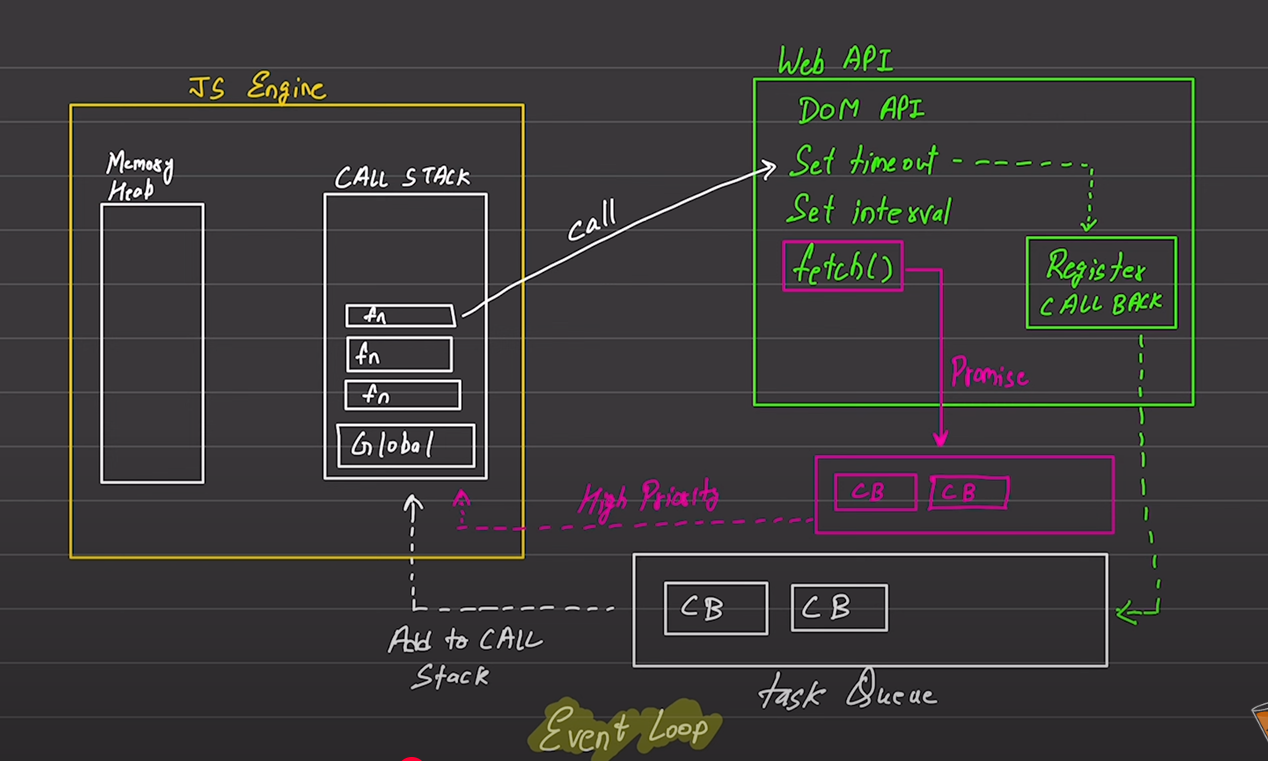 JS Engine
Memory
Heap
CALL STACK
fn
fn
fn
Global
call
Web API
DOM API
Set timeout
Set interval
fetch()
Register
CALL BACK
Promise
CB CB
High Priority
CB CB
Add to CALL
Stack
task Queue
Event Loop